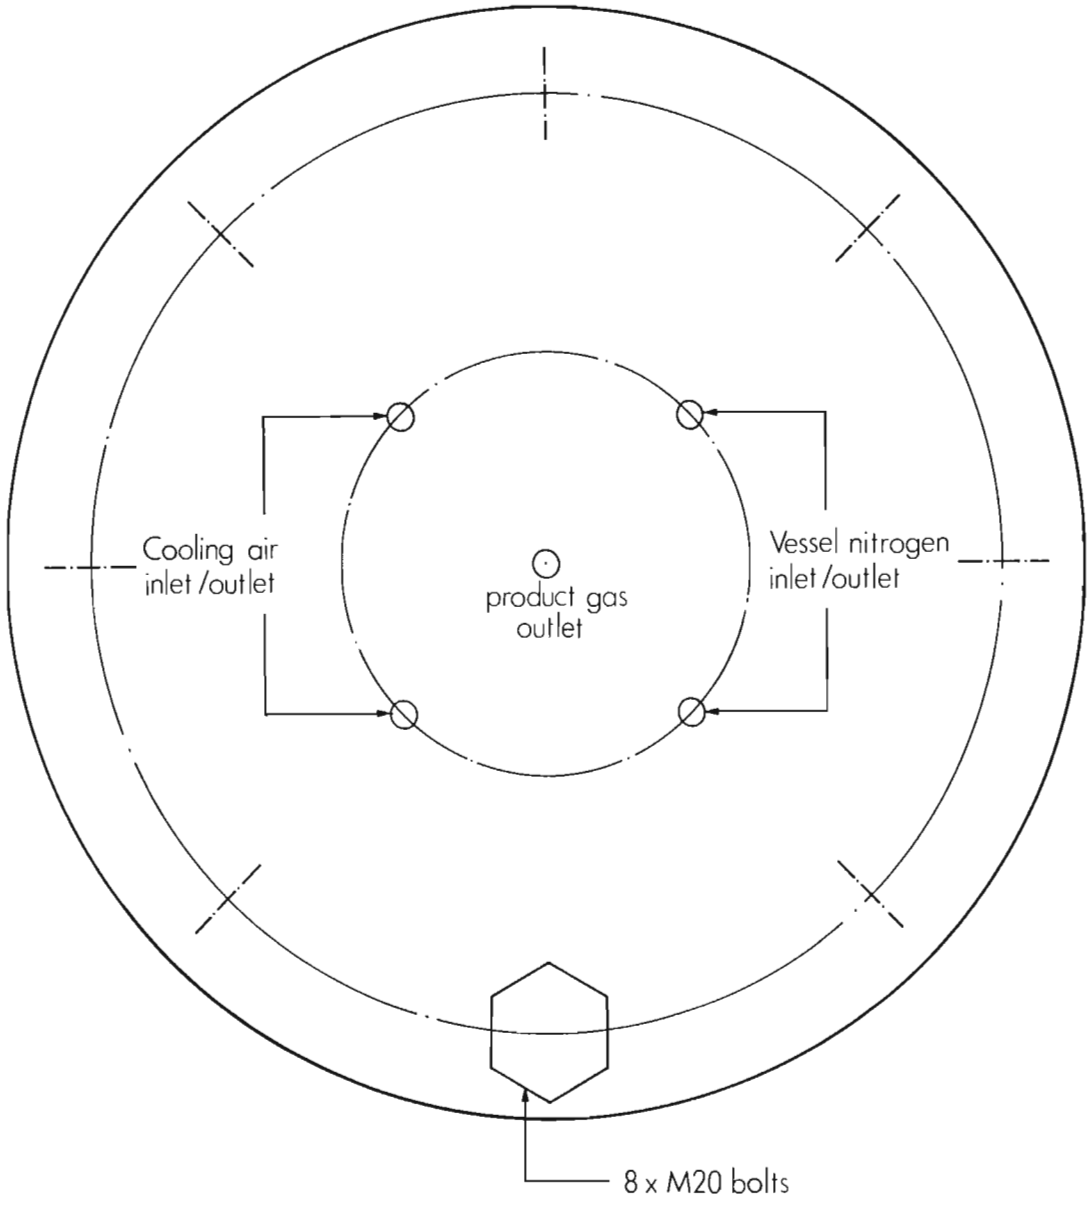 Cooling air
inlet/outlet
product gas
outlet
Vessel nitrogen
inlet/outlet
8 x M20 bolts